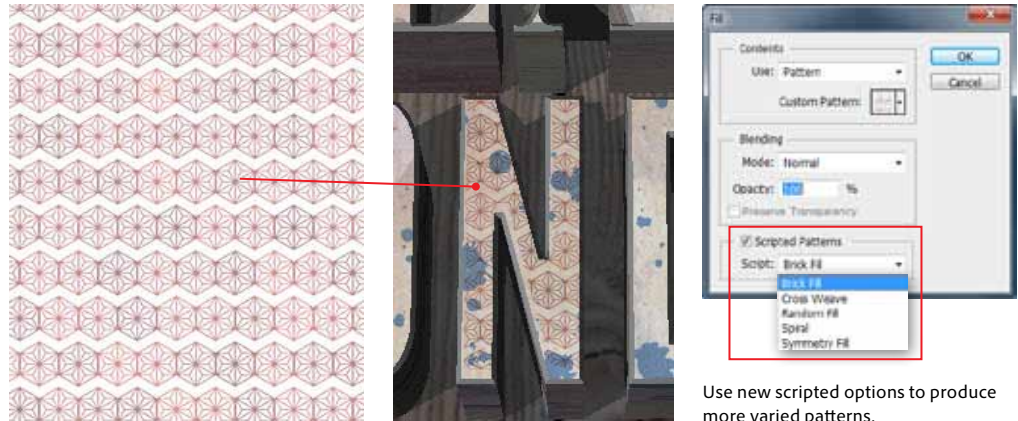 Fill
Contents
Use: Pattern
Custom Pattern:
OK
Cancel
Blending
Mode: Normal
Opacity: 100 %
Preserve Transparency
Scripted Patterns
Script: Brick Fill
Brick Fill
Cross Weave
Random Fill
Spiral
Symmetry Fill
N
Use new scripted options to produce
more varied patterns.